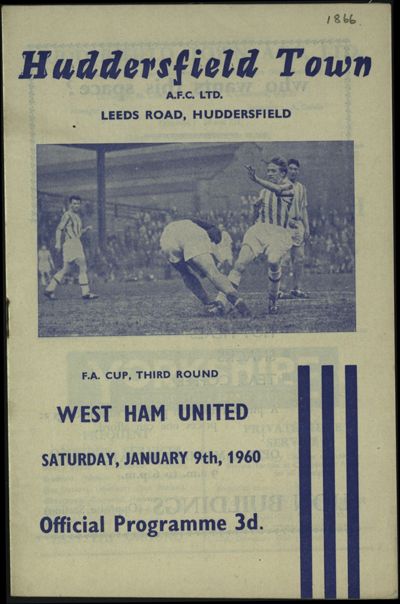 1866
Huddersfield Town
A.F.C. LTD.
LEEDS ROAD, HUDDERSFIELD
F.A. CUP, THIRD ROUND
WEST HAM UNITED
SATURDAY, JANUARY 9th, 1960
Official Programme 3d.